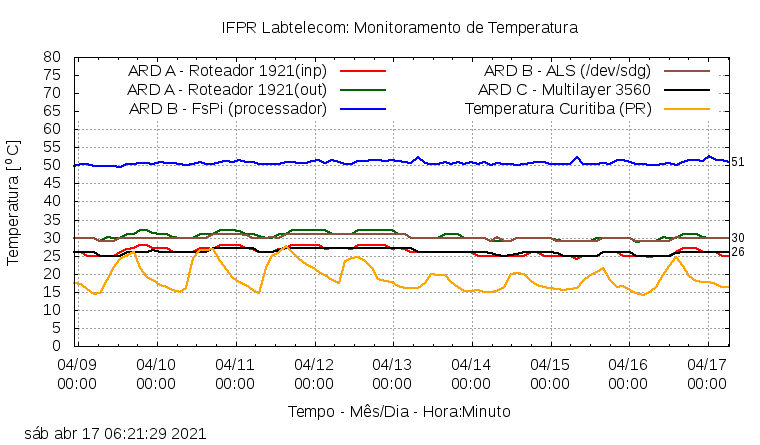 IFPR Labtelecom: Monitoramento de Temperatura
80
75
70
65
60
55
50
45
40
35
30
25
20
15
10
5
0
Temperatura [ºC]
ARD A - Roteador 1921(inp)
ARD A - Roteador 1921(out)
ARD B - FsPi (processador)
ARD B - ALS (/dev/sdg)
ARD C - Multilayer 3560
Temperatura Curitiba (PR)
51
30
26
04/09 04/10 04/11 04/12 04/13 04/14 04/15 04/16 04/17
00:00 00:00 00:00 00:00 00:00 00:00 00:00 00:00 00:00
Tempo - Mês/Dia - Hora:Minuto
sáb abr 17 06:21:29 2021